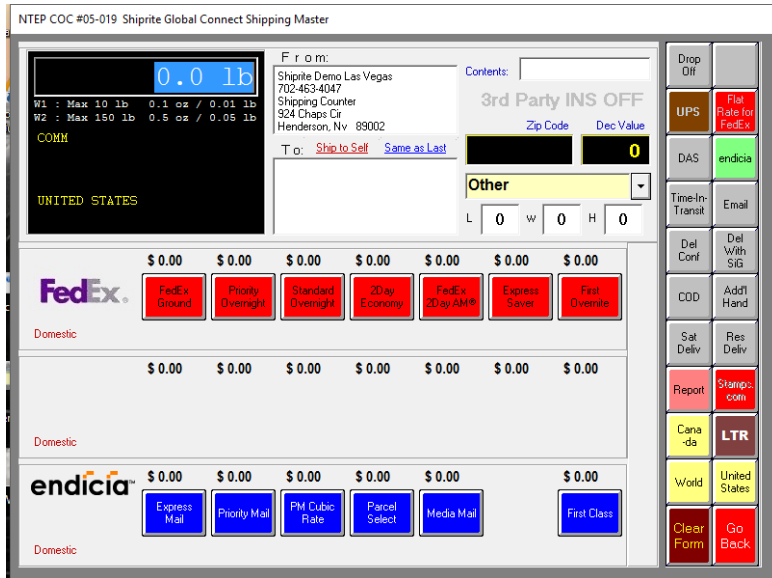 NTEP COC #05-019 Shiprite Global Connect Shipping Master
0.0 lb
W1 : Max 10 lb 0.1 oz / 0.01 lb
W2 : Max 150 lb 0.5 oz / 0.05 lb
COMM
UNITED STATES
From:
Shiprite Demo Las Vegas
702-463-4047
Shipping Counter
924 Chaps Cir
Henderson, Nv 89002
To: Ship to Self Same as Last
Contents:
3rd Party INS OFF
Zip Code Dec Value
0
Other
L 0 W 0 H 0
$ 0.00 $ 0.00 $ 0.00 $ 0.00 $ 0.00 $ 0.00 $ 0.00
FedEx
FedEx
Ground
Priority
Overnight
Standard
Overnight
2Day
Economy
FedEx
2Day AM®
Express
Saver
First
Overnite
Domestic
$ 0.00 $ 0.00 $ 0.00 $ 0.00 $ 0.00 $ 0.00 $ 0.00
Domestic
$ 0.00 $ 0.00 $ 0.00 $ 0.00 $ 0.00 $ 0.00
endicia™
Express
Mail
Priority Mail
PM Cubic
Rate
Parcel
Select
Media Mail
First Class
Domestic
Drop
Off
UPS
Flat
Rate for
FedEx
DAS
endicia
Time-In-
Transit
Email
Del
Conf
Del
With
SiG
COD
Add'l
Hand
Sat
Deliv
Res
Deliv
Report
Stamps.
com
Cana
-da
LTR
World
United
States
Clear
Form
Go
Back